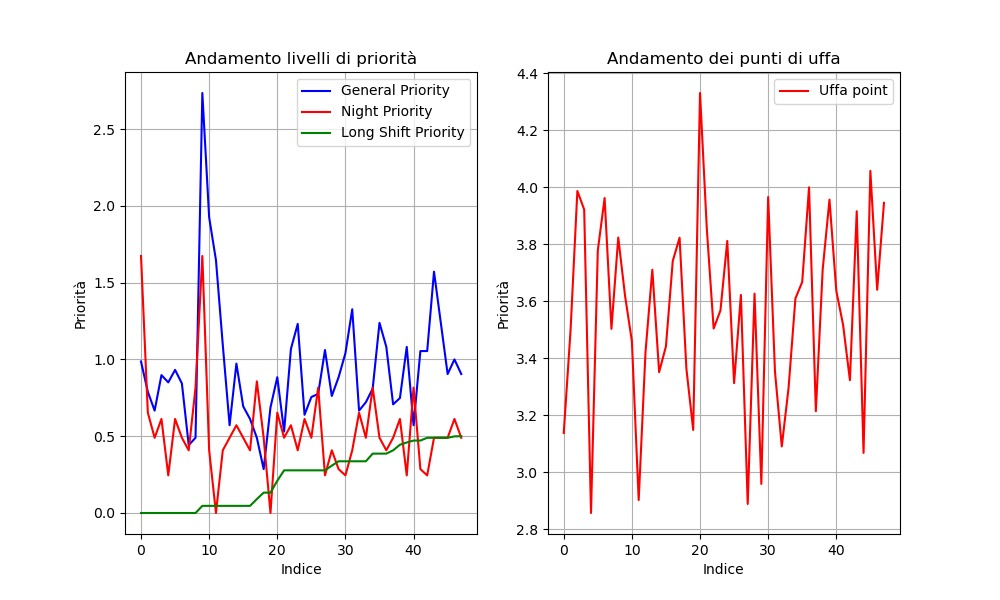 Andamento livelli di priorità
General Priority
Night Priority
Long Shift Priority
2.5
2.0
1.5
1.0
0.5
0.0
Priorità
0 10 20 30 40
Indice
Andamento dei punti di uffa
Uffa point
4.4
4.2
4.0
3.8
3.6
3.4
3.2
3.0
2.8
Priorità
0 10 20 30 40
Indice